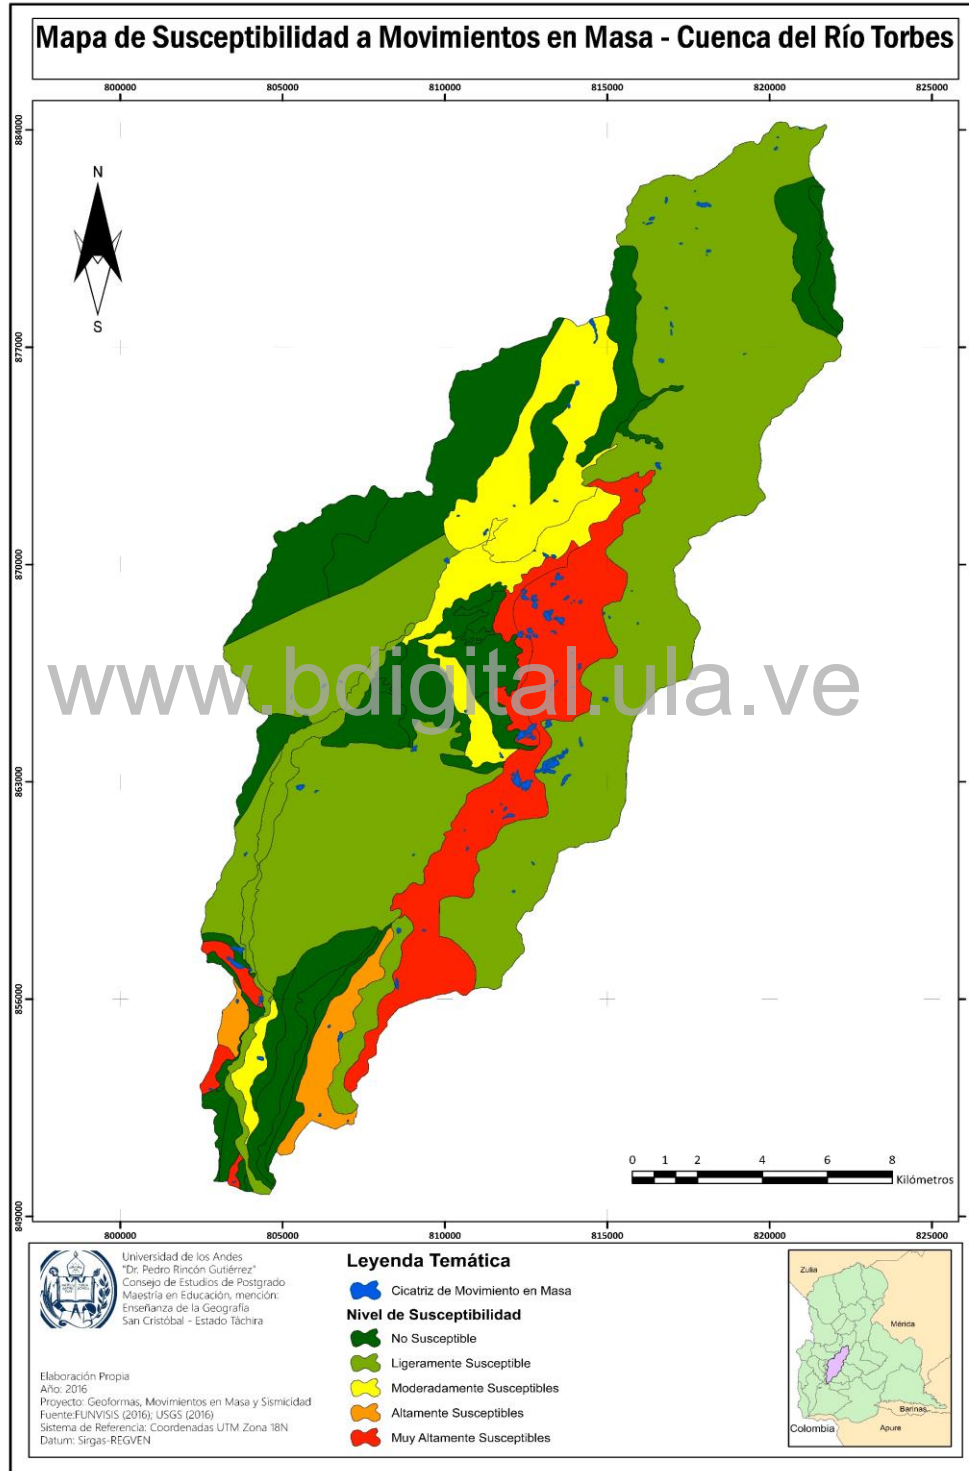 Mapa de Susceptibilidad a Movimientos en Masa - Cuenca del Río Torbes
800000 805000 810000 815000 820000 825000
884000
877000
870000
863000
856000
849000
N
S
www.bdigital.ula.ve
0 1 2 4 6 8
Kilómetros
800000 805000 810000 815000 820000 825000
Universidad de los Andes
"Dr. Pedro Rincón Gutiérrez"
Consejo de Estudios de Postgrado
Maestría en Educación, mención:
Enseñanza de la Geografía
San Cristóbal - Estado Táchira
Elaboración Propia
Año: 2016
Proyecto: Geoformas, Movimientos en Masa y Sismicidad
Fuente:FUNVISIS (2016); USGS (2016)
Sistema de Referencia: Coordenadas UTM Zona 18N
Datum: Sirgas-REGVEN
Leyenda Temática
Cicatriz de Movimiento en Masa
Nivel de Susceptibilidad
No Susceptible
Ligeramente Susceptible
Moderadamente Susceptibles
Altamente Susceptibles
Muy Altamente Susceptibles
Zulia
Mérida
Barinas
Colombia
Apure